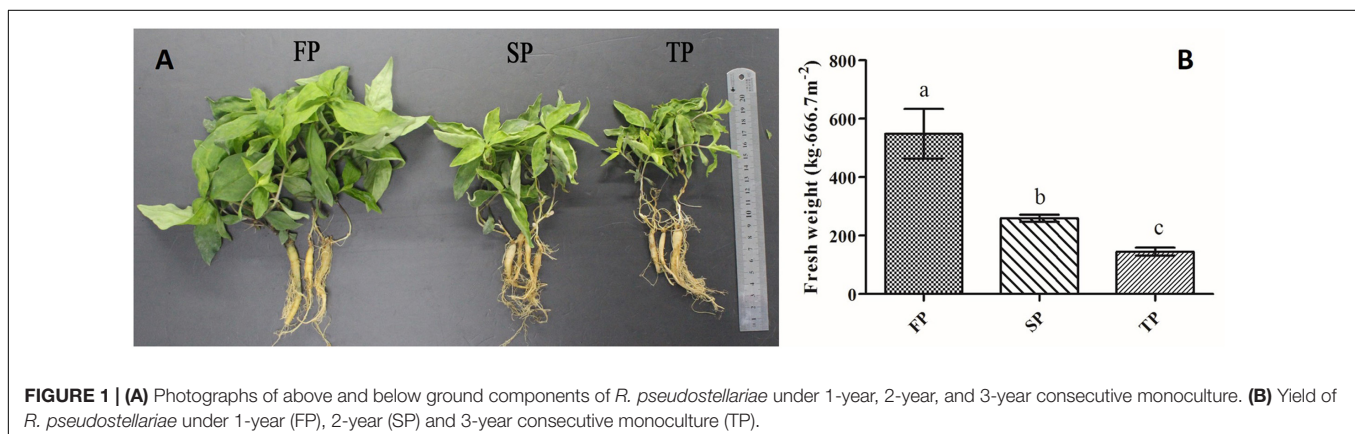 A
FP
SP
TP
B
Fresh weight (kg·666.7m⁻²)
800
600
400
200
0
a
b
c
FP
SP
TP
FIGURE 1 | (A) Photographs of above and below ground components of R. pseudostellariae under 1-year, 2-year, and 3-year consecutive monoculture. (B) Yield of
R. pseudostellariae under 1-year (FP), 2-year (SP) and 3-year consecutive monoculture (TP).